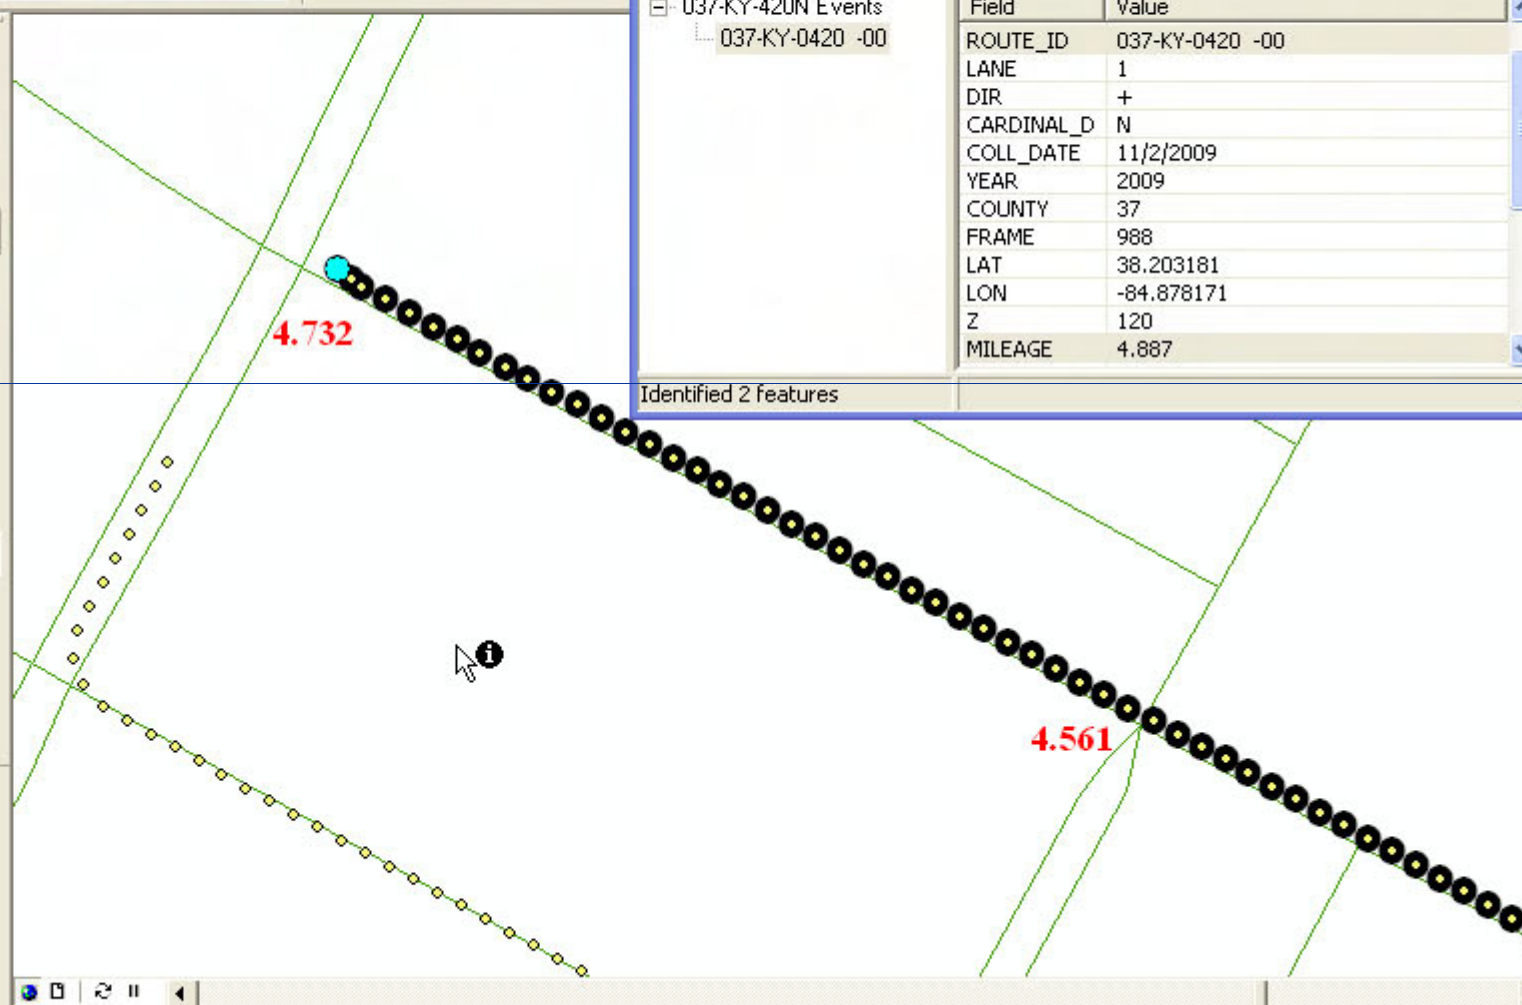 037-KY-420N Events
037-KY-0420 -00
Field Value
ROUTE_ID 037-KY-0420 -00
LANE 1
DIR +
CARDINAL_D N
COLL_DATE 11/2/2009
YEAR 2009
COUNTY 37
FRAME 988
LAT 38.203181
LON -84.878171
Z 120
MILEAGE 4.887
Identified 2 features
4.732
4.561